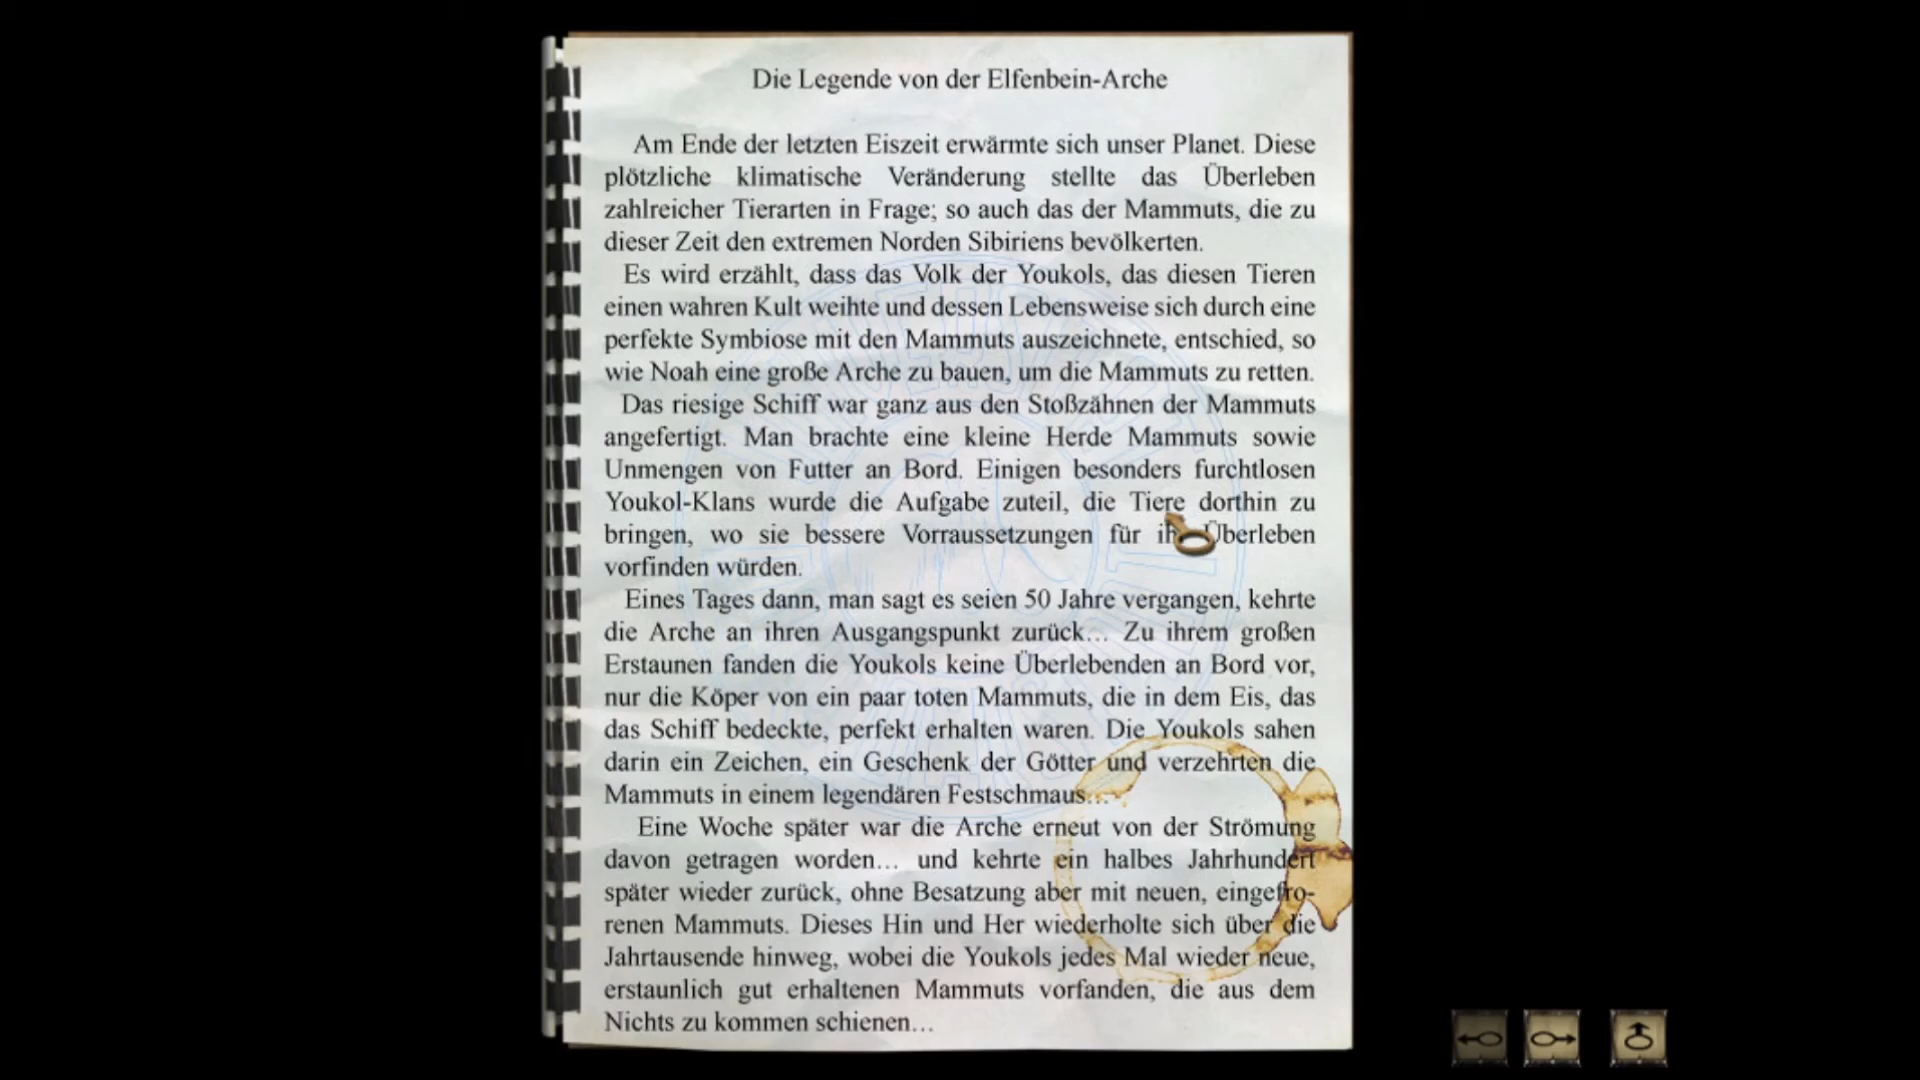 Die Legende von der Elfenbein-Arche
Am Ende der letzten Eiszeit erwärmte sich unser Planet. Diese
plötzliche klimatische Veränderung stellte das Überleben
zahlreicher Tierarten in Frage; so auch das der Mammuts, die zu
dieser Zeit den extremen Norden Sibiriens bevölkerten.
Es wird erzählt, dass das Volk der Youkols, das diesen Tieren
einen wahren Kult weihte und dessen Lebensweise sich durch eine
perfekte Symbiose mit den Mammuts auszeichnete, entschied, so
wie Noah eine große Arche zu bauen, um die Mammuts zu retten.
Das riesige Schiff war ganz aus den Stoßzähnen der Mammuts
angefertigt. Man brachte eine kleine Herde Mammuts sowie
Unmengen von Futter an Bord. Einigen besonders furchtlosen
Youkol-Klans wurde die Aufgabe zuteil, die Tiere dorthin zu
bringen, wo sie bessere Vorraussetzungen für Überleben
vorfinden würden.
Eines Tages dann, man sagt es seien 50 Jahre vergangen, kehrte
die Arche an ihren Ausgangspunkt zurück... Zu ihrem großen
Erstaunen fanden die Youkols keine Überlebenden an Bord vor,
nur die Köper von ein paar toten Mammuts, die in dem Eis, das
das Schiff bedeckte, perfekt erhalten waren. Die Youkols sahen
darin ein Zeichen, ein Geschenk der Götter und verzehrten die
Mammuts in einem legendären Festschmaus...
Eine Woche später war die Arche erneut von der Strömung
davon getragen worden... und kehrte ein halbes Jahrhundert
später wieder zurück, ohne Besatzung aber mit neuen, eingefro-
renen Mammuts. Dieses Hin und Her wiederholte sich über die
Jahrtausende hinweg, wobei die Youkols jedes Mal wieder neue,
erstaunlich gut erhaltenen Mammuts vorfanden, die aus dem
Nichts zu kommen schienen...